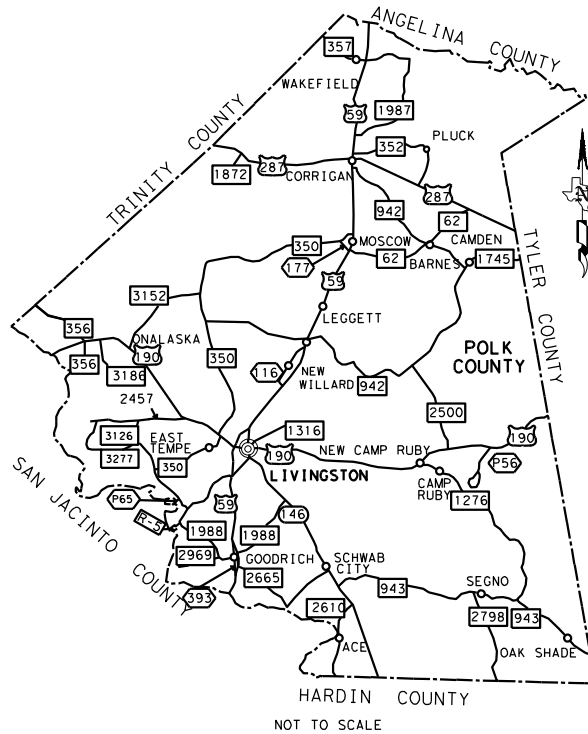 ANGELINA COUNTY
357
WAKEFIELD
59
1987
TRINITY COUNTY
352
PLUCK
1872
287
CORRIGAN
287
N
942
62
350
MOSCOW
CAMDEN
177
62
BARNES
1745
TYLER COUNTY
59
3152
LEGGETT
356
ONALASKA
190
350
POLK
COUNTY
356
3186
116
NEW
WILLARD
942
2457
2500
3126
EAST
TEMPE
1316
190
3277
350
190
NEW CAMP RUBY
P56
LIVINGSTON
CAMP
RUBY
SAN JACINTO COUNTY
P65
59
146
1276
R-5
1988
1988
2969
GOODRICH
SCHWAB
CITY
2665
943
SEGNO
393
2610
2798
943
ACE
OAK SHADE
HARDIN COUNTY
NOT TO SCALE